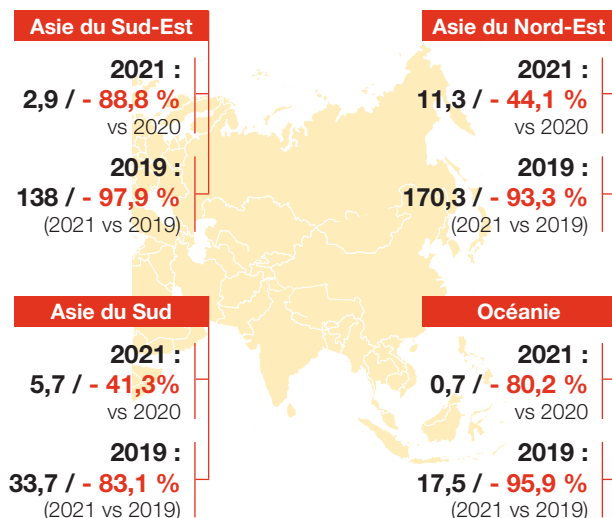 Asie du Sud-Est
2021 :
2,9 / - 88,8 %
vs 2020
2019 :
138 / - 97,9 %
(2021 vs 2019)
Asie du Nord-Est
2021 :
11,3 / - 44,1 %
vs 2020
2019 :
170,3 / - 93,3 %
(2021 vs 2019)
Asie du Sud
2021 :
5,7 / - 41,3%
vs 2020
2019 :
33,7 / - 83,1 %
(2021 vs 2019)
Océanie
2021 :
0,7 / - 80,2 %
vs 2020
2019 :
17,5 / - 95,9 %
(2021 vs 2019)